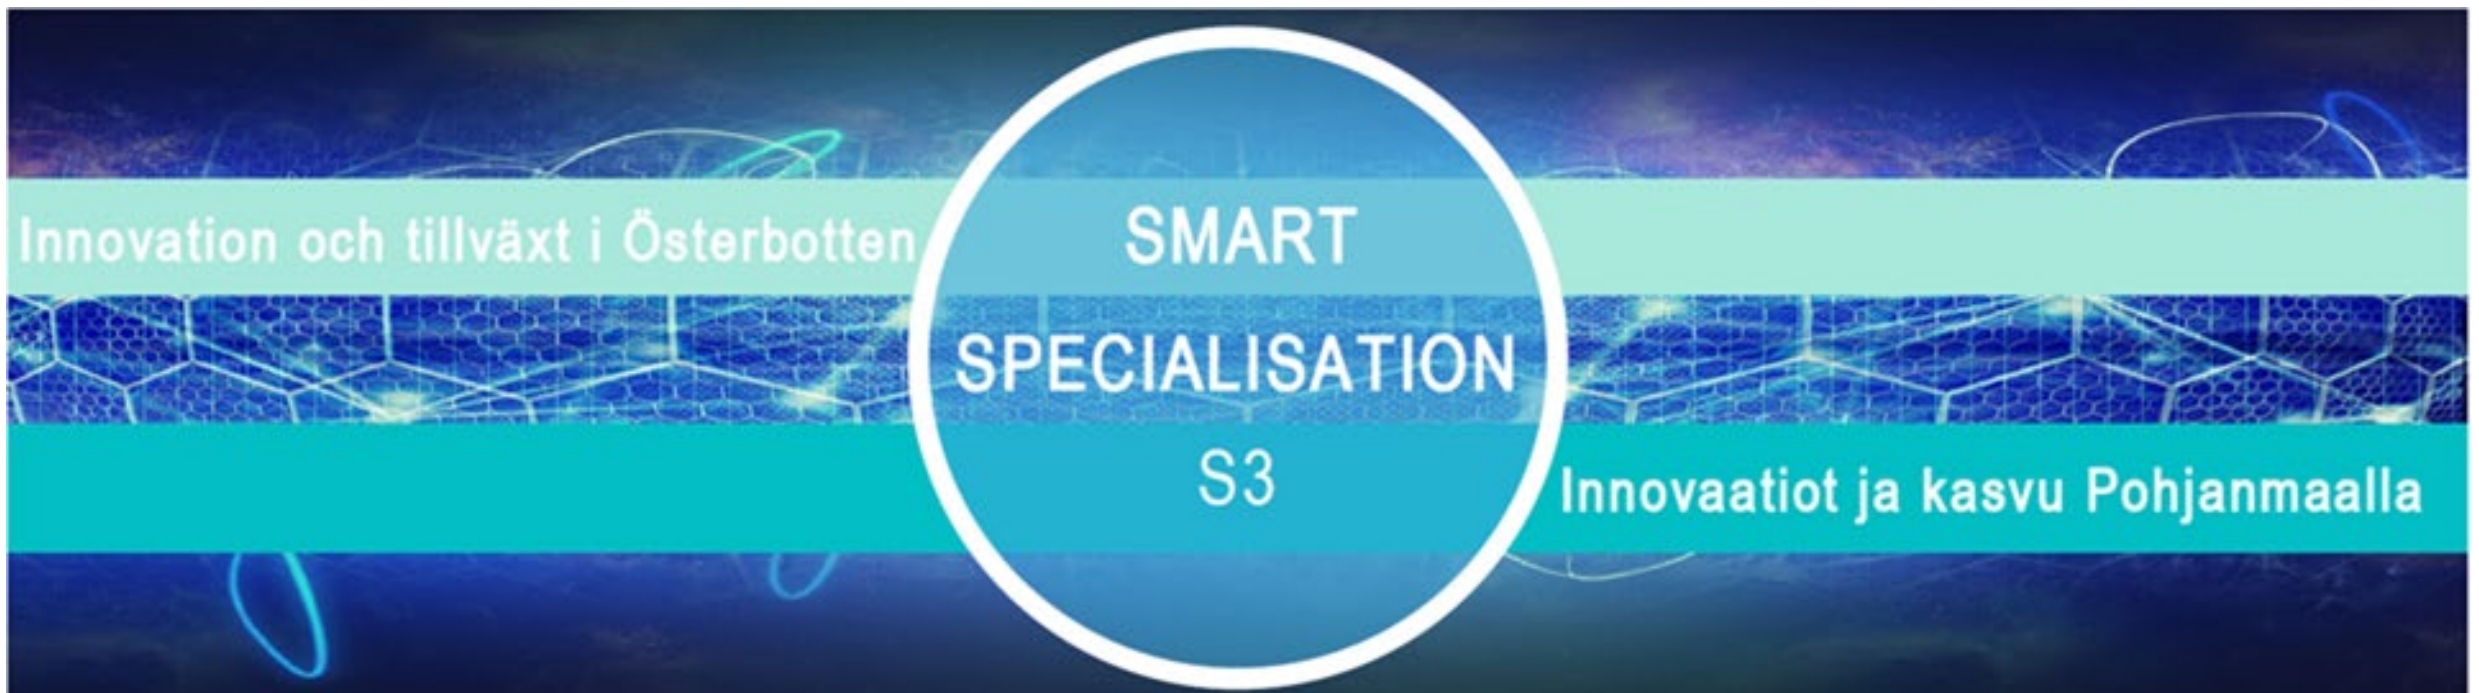 Innovation och tillväxt i Österbotten
SMART
SPECIALISATION
S3
Innovaatiot ja kasvu Pohjanmaalla